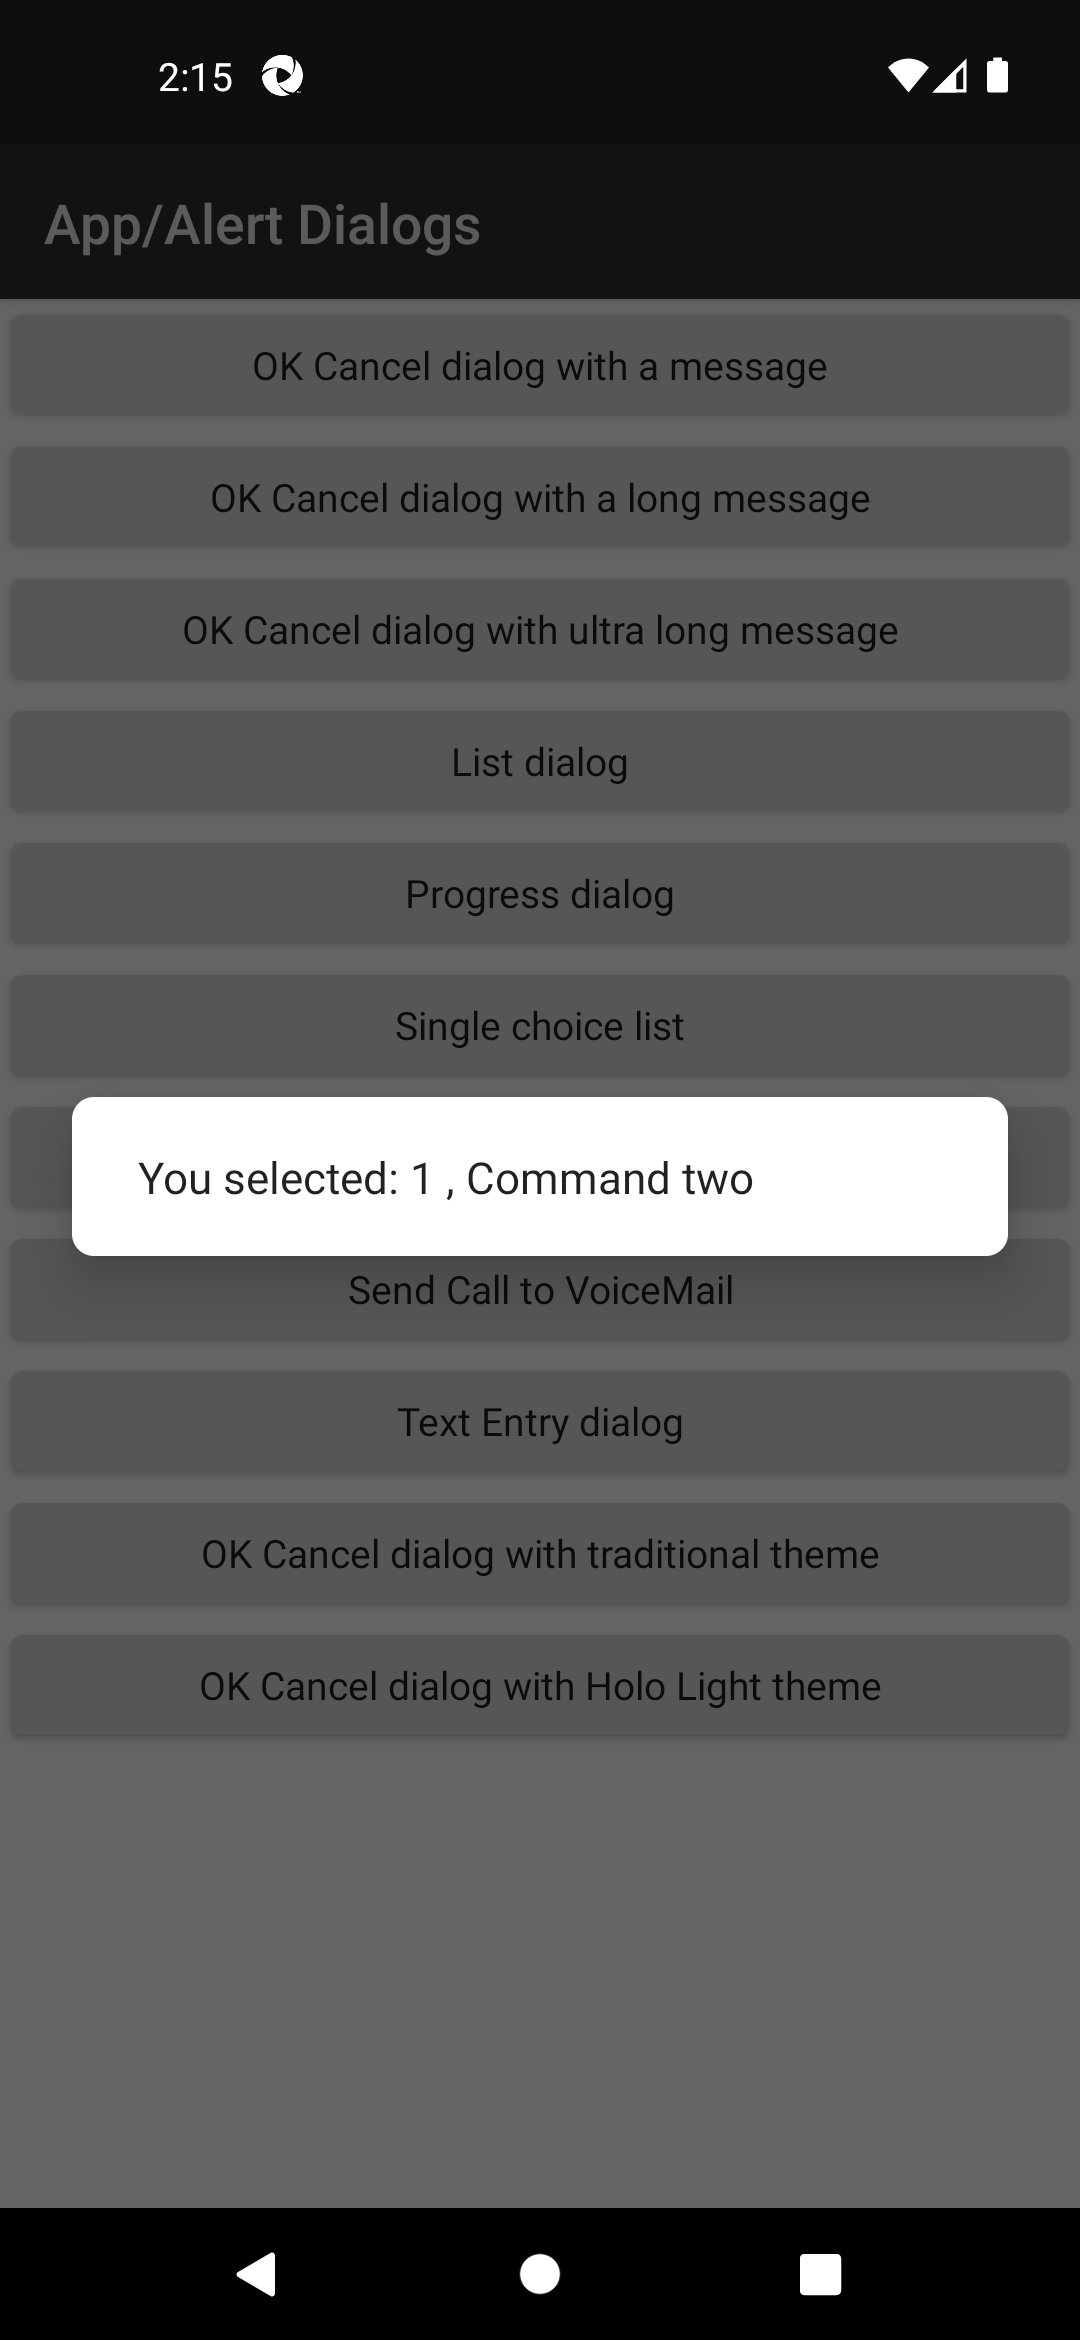 2:15
App/Alert Dialogs
OK Cancel dialog with a message
OK Cancel dialog with a long message
OK Cancel dialog with ultra long message
List dialog
Progress dialog
Single choice list
You selected: 1 , Command two
Send Call to VoiceMail
Text Entry dialog
OK Cancel dialog with traditional theme
OK Cancel dialog with Holo Light theme